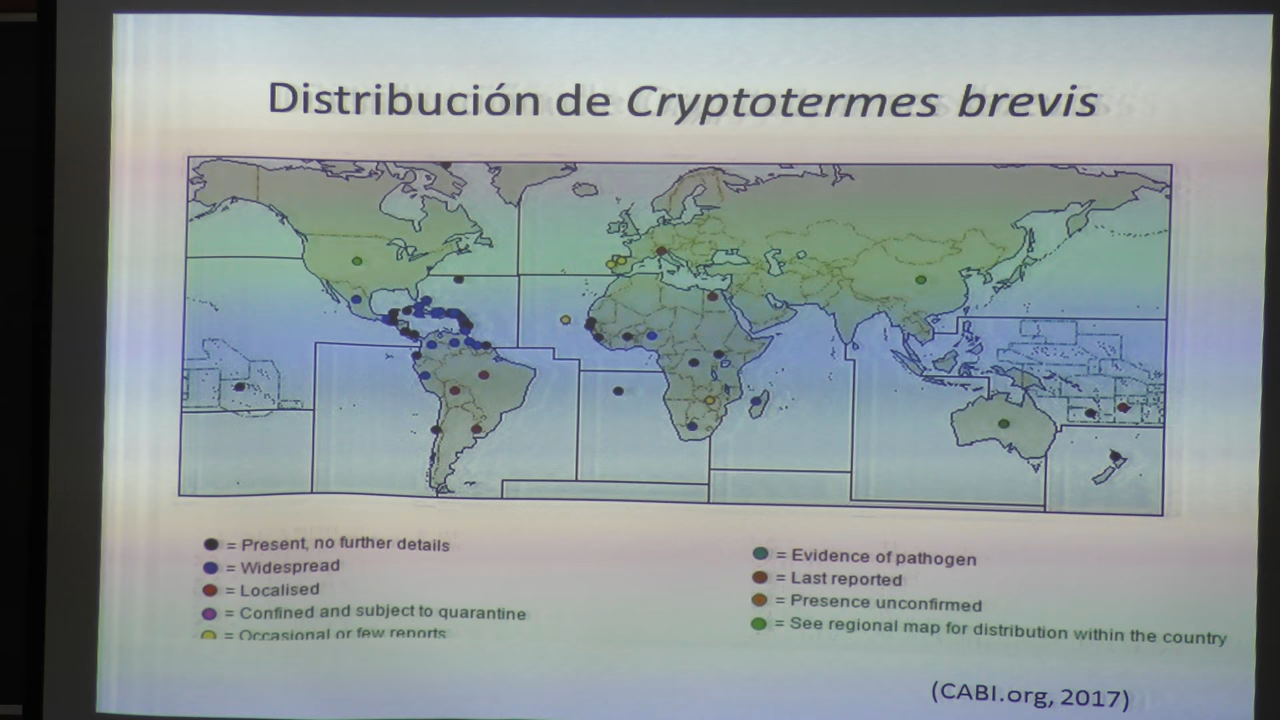 Distribución de Cryptotermes brevis
= Present, no further details
= Widespread
= Localised
= Confined and subject to quarantine
= Occasional or few reports
= Evidence of pathogen
= Last reported
= Presence unconfirmed
= See regional map for distribution within the country
(CABI.org, 2017)